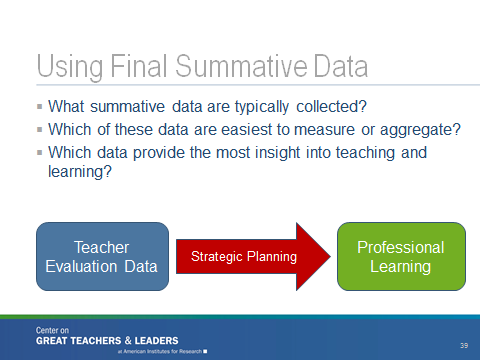 Using Final Summative Data
What summative data are typically collected?
Which of these data are easiest to measure or aggregate?
Which data provide the most insight into teaching and
learning?
Teacher
Evaluation Data
Strategic Planning
Professional
Learning
Center on
GREAT TEACHERS & LEADERS
at American Institutes for Research
39